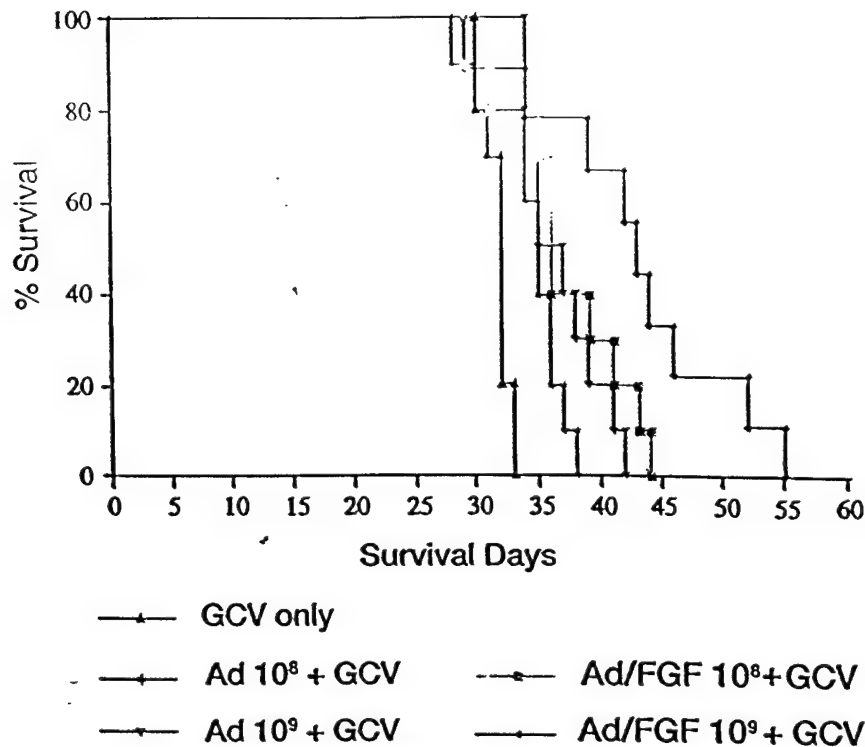 100
80
60
40
20
0
% Survival
0 5 10 15 20 25 30 35 40 45 50 55 60
Survival Days
GCV only
Ad 10⁸ + GCV
Ad/FGF 10⁸+GCV
Ad 10⁹ + GCV
Ad/FGF 10⁹ + GCV